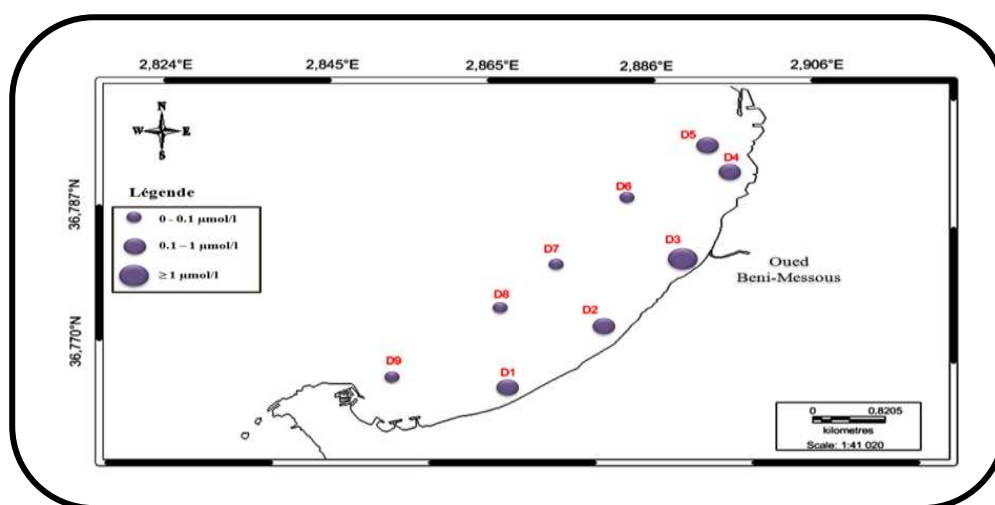 2,824°E 2,845°E 2,865°E 2,886°E 2,906°E
N
W E
S
36,787°N
36,770°N
Légende
0 - 0.1 µmol/l
0.1 – 1 µmol/l
≥ 1 µmol/l
D5
D4
D6
D3
D7
Oued
Beni-Messous
D8
D2
D9
D1
0 0.8205
kilometres
Scale: 1:41 020